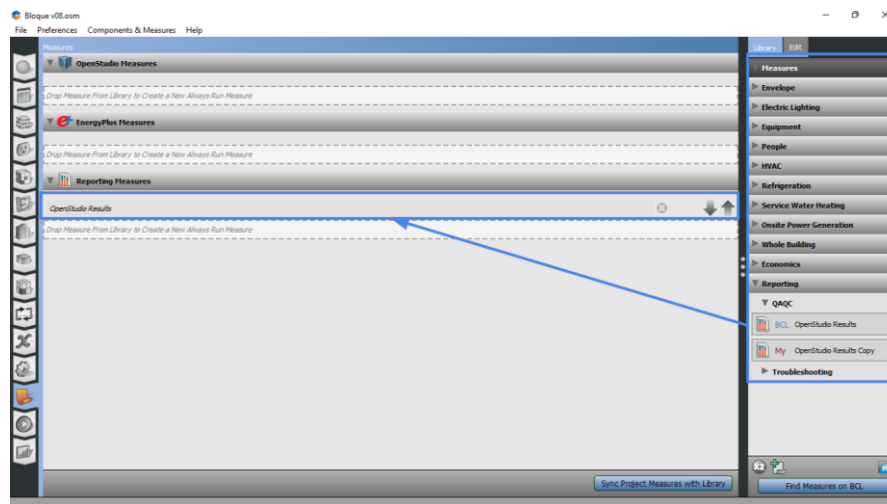 Bloque v08.osm
File Preferences Components & Measures Help
Measures
OpenStudio Measures
Drop Measure From Library to Create a New Always Run Measure
EnergyPlus Measures
Drop Measure From Library to Create a New Always Run Measure
Reporting Measures
OpenStudio Results
Drop Measure From Library to Create a New Always Run Measure
Sync Project Measures with Library
Library Edit
Measures
Envelope
Electric Lighting
Equipment
People
HVAC
Refrigeration
Service Water Heating
Onsite Power Generation
Whole Building
Economics
Reporting
QAQC
BCL OpenStudio Results
My OpenStudio Results Copy
Troubleshooting
Find Measures on BCL